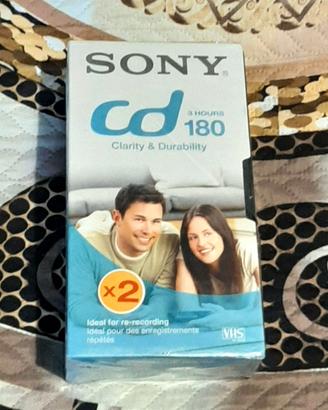 SONY®
cd
3 HOURS
180
Clarity & Durability
x2
Ideal for re-recording
Idéal pour des enregistrements
répétés
VHS